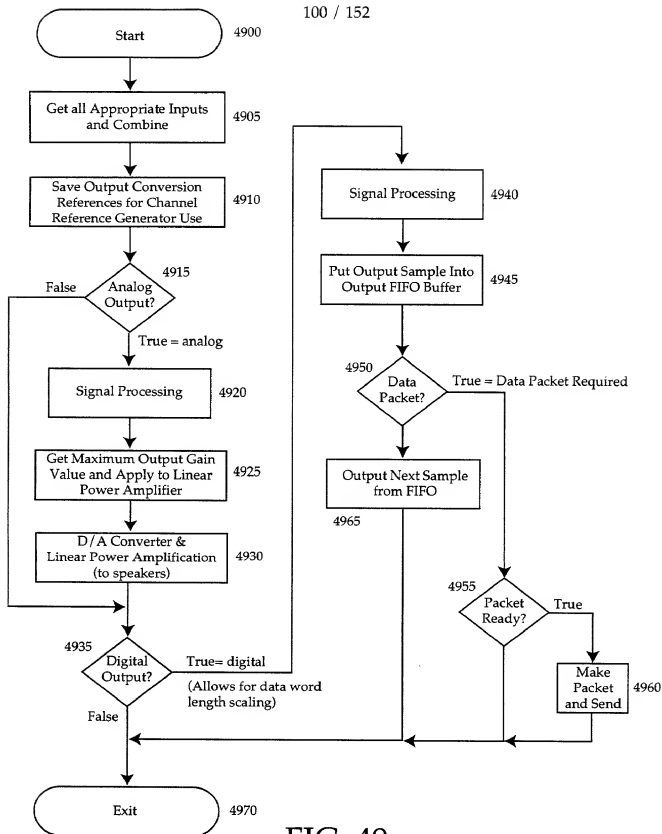 100 / 152
Start
4900
Get all Appropriate Inputs
and Combine
4905
Save Output Conversion
References for Channel
Reference Generator Use
4910
4915
Analog
Output?
False
True = analog
Signal Processing
4920
Get Maximum Output Gain
Value and Apply to Linear
Power Amplifier
4925
D/A Converter &
Linear Power Amplification
(to speakers)
4930
4935
Digital
Output?
True= digital
(Allows for data word
length scaling)
False
Signal Processing
4940
Put Output Sample Into
Output FIFO Buffer
4945
4950
Data
Packet?
True = Data Packet Required
Output Next Sample
from FIFO
4965
4955
Packet
Ready?
True
Make
Packet
and Send
4960
Exit
4970
FIG. 49